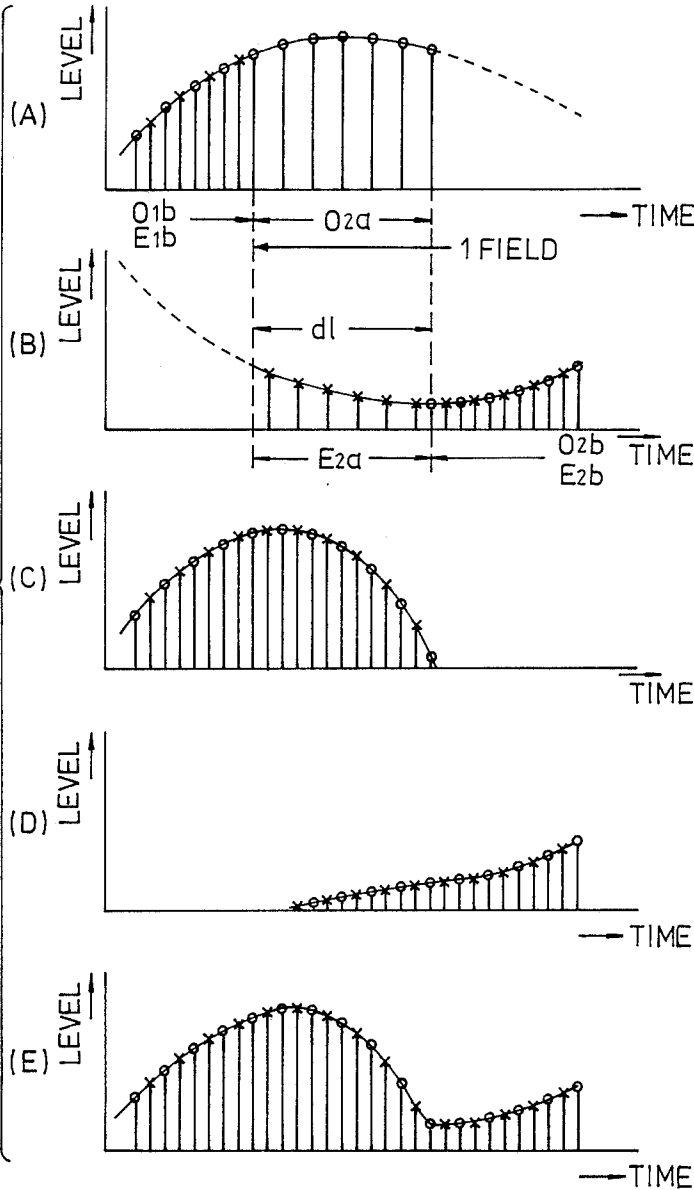 (A)
LEVEL
O1b
E1b
O2a
TIME
1 FIELD
(B)
LEVEL
dl
E2a
O2b
E2b
TIME
(C)
LEVEL
TIME
(D)
LEVEL
TIME
(E)
LEVEL
TIME